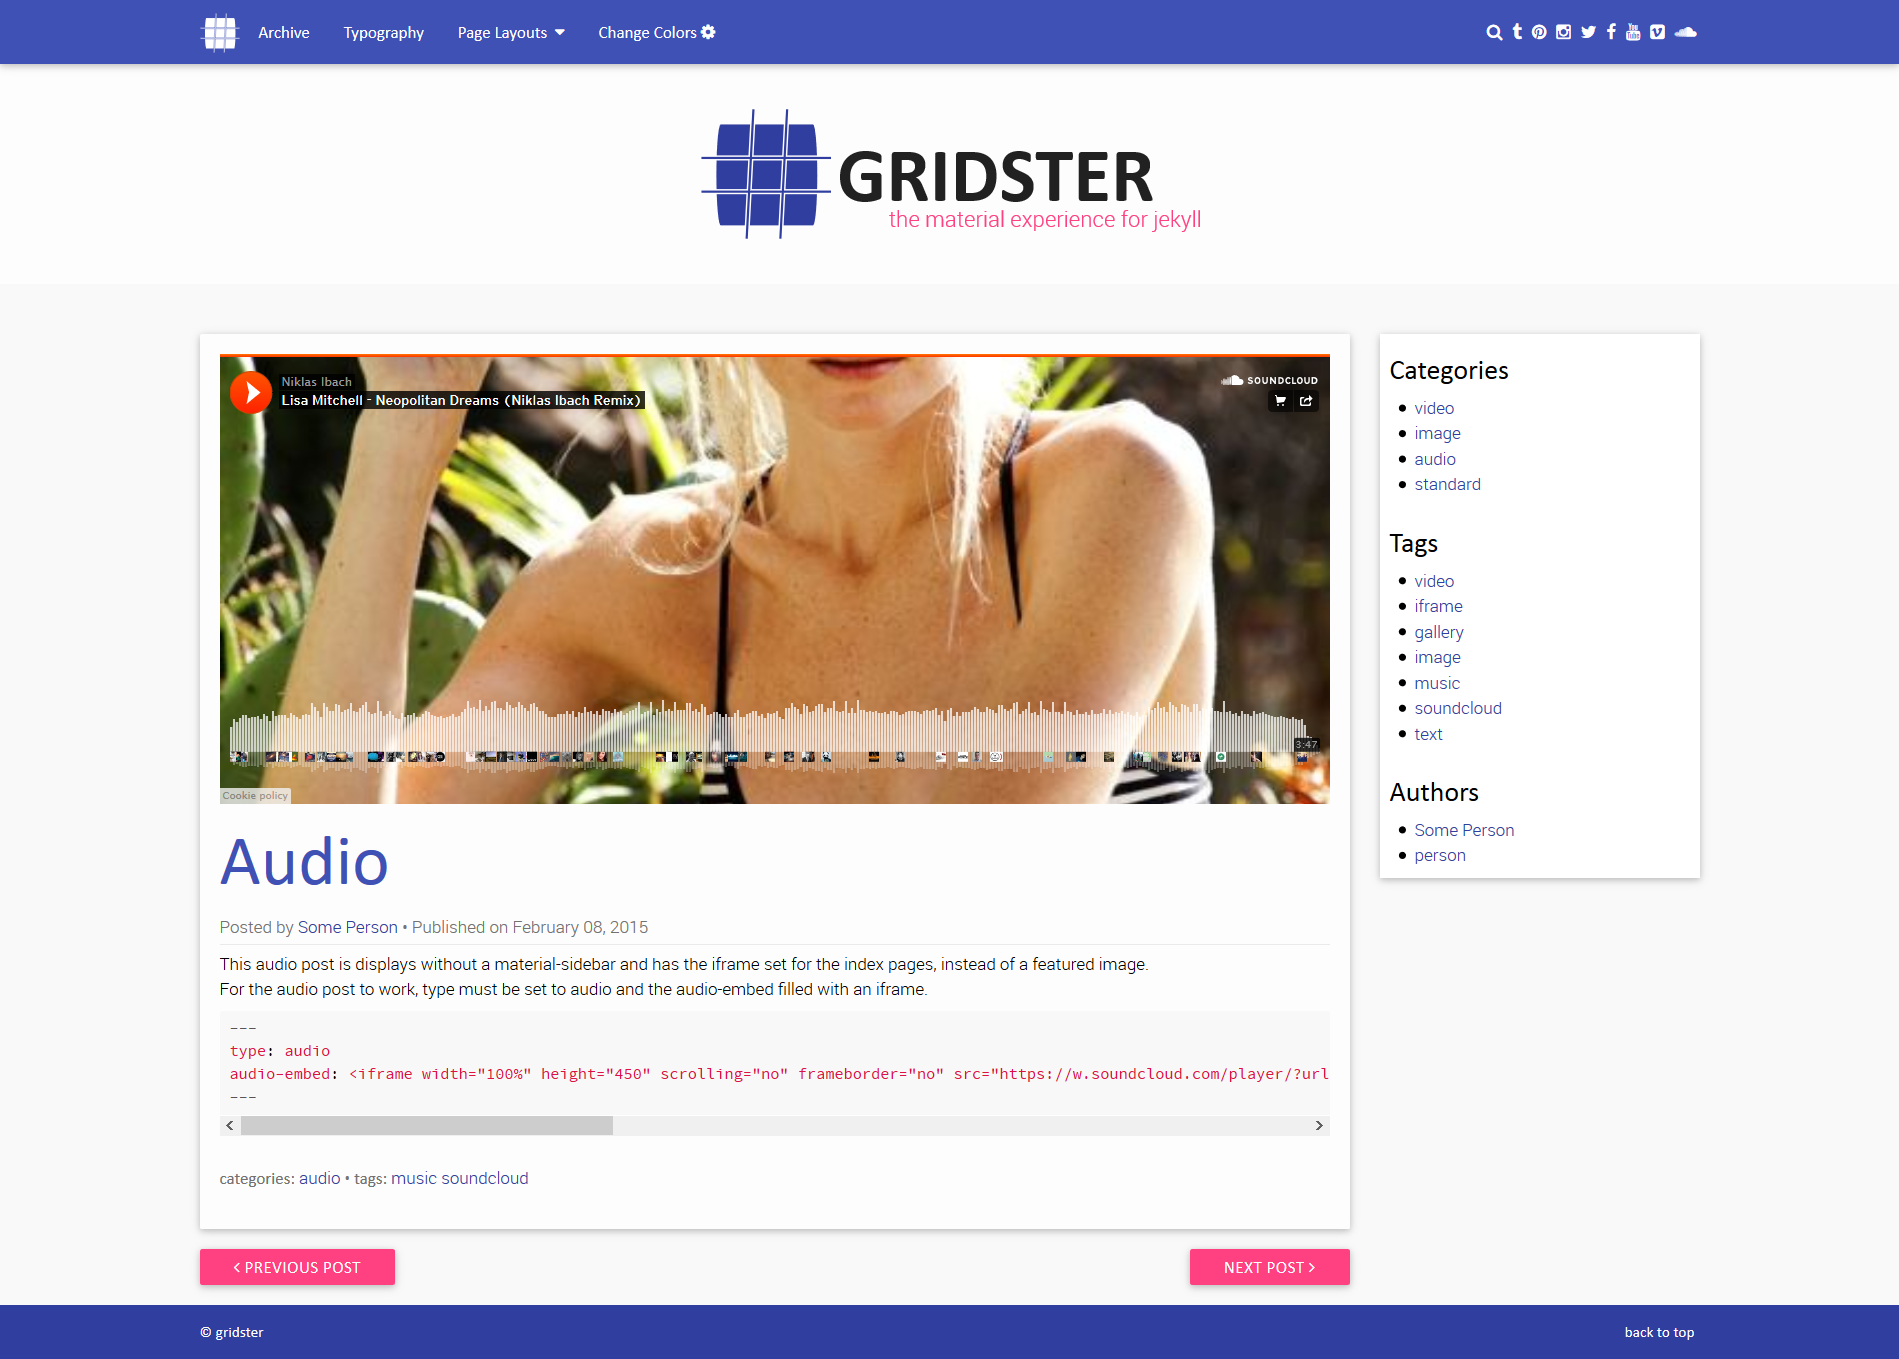 Archive Typography Page Layouts Change Colors
GRIDSTER
the material experience for jekyll
Niklas Ibach
Lisa Mitchell - Neopolitan Dreams (Niklas Ibach Remix)
SOUNDCLOUD
3:47
Cookie policy
Audio
Posted by Some Person • Published on February 08, 2015
This audio post is displays without a material-sidebar and has the iframe set for the index pages, instead of a featured image.
For the audio post to work, type must be set to audio and the audio-embed filled with an iframe.
---
type: audio
audio-embed: <iframe width="100%" height="450" scrolling="no" frameborder="no" src="https://w.soundcloud.com/player/?url
---
categories: audio • tags: music soundcloud
< PREVIOUS POST
NEXT POST >
Categories
video
image
audio
standard
Tags
video
iframe
gallery
image
music
soundcloud
text
Authors
Some Person
person
© gridster
back to top